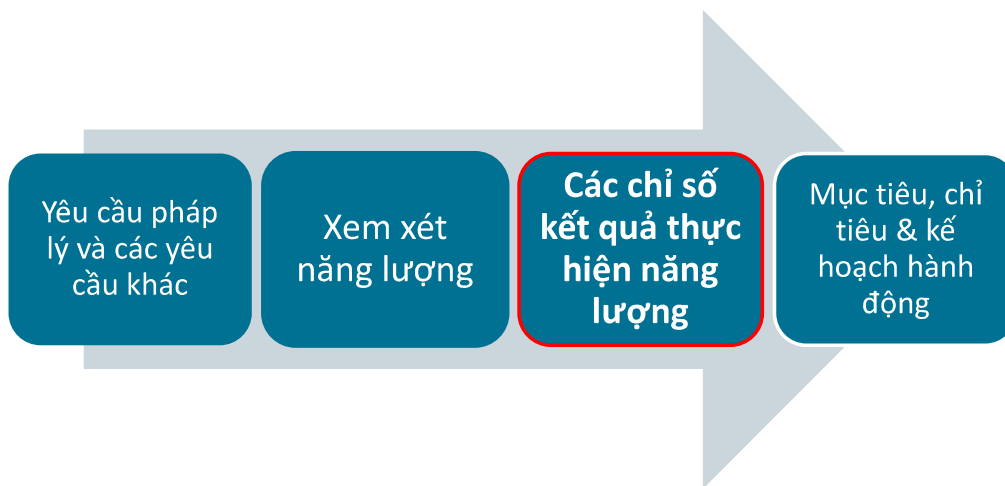 Yêu cầu pháp
lý và các yêu
cầu khác
Xem xét
năng lượng
Các chỉ số
kết quả thực
hiện năng
lượng
Mục tiêu, chỉ
tiêu & kế
hoạch hành
động